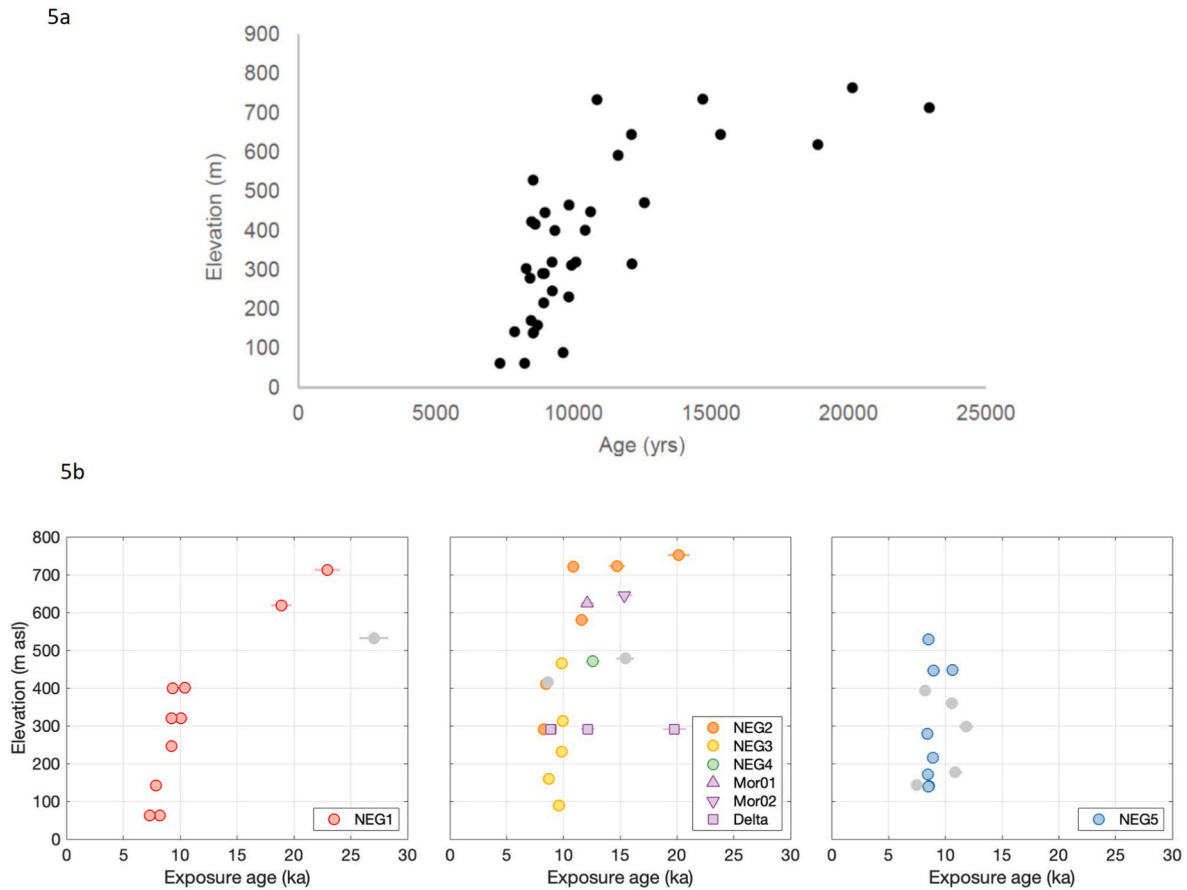 5a
900
800
700
600
500
400
300
200
100
0
Elevation (m)
0 5000 10000 15000 20000 25000
Age (yrs)
5b
800
700
600
500
400
300
200
100
0
Elevation (m asl)
NEG1
0 5 10 15 20 25 30
Exposure age (ka)
NEG2
NEG3
NEG4
Mor01
Mor02
Delta
0 5 10 15 20 25 30
Exposure age (ka)
NEG5
0 5 10 15 20 25 30
Exposure age (ka)